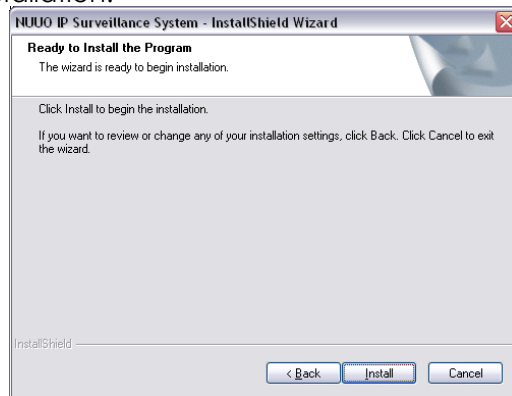 NUUO IP Surveillance System - InstallShield Wizard
Ready to Install the Program
The wizard is ready to begin installation.
Click Install to begin the installation.
If you want to review or change any of your installation settings, click Back. Click Cancel to exit
the wizard.
InstallShield
< Back Install Cancel